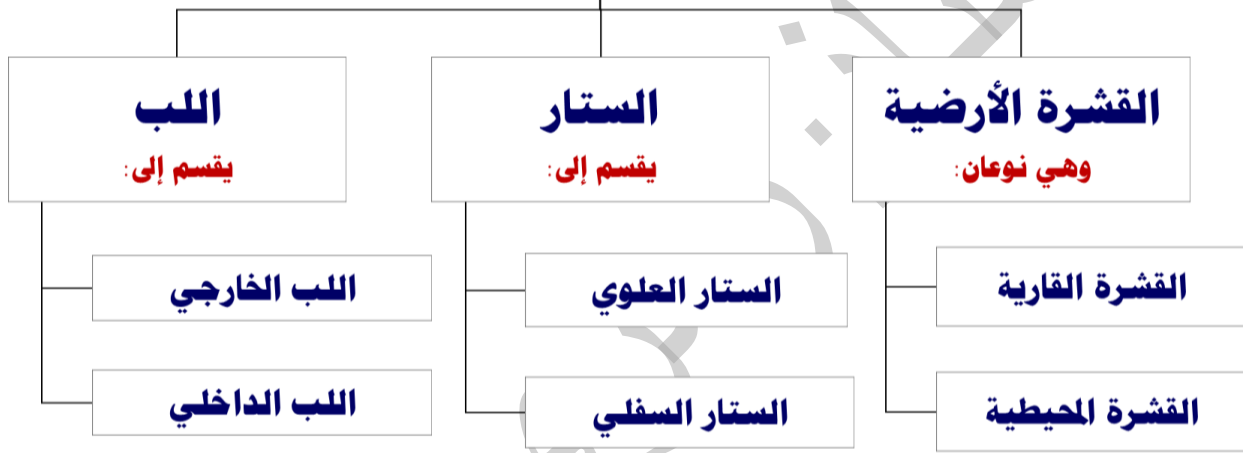 القشرة الأرضية
وهي نوعان:
القشرة القارية
القشرة المحيطية
الستار
يقسم إلى:
الستار العلوي
الستار السفلي
اللب
يقسم إلى:
اللب الخارجي
اللب الداخلي